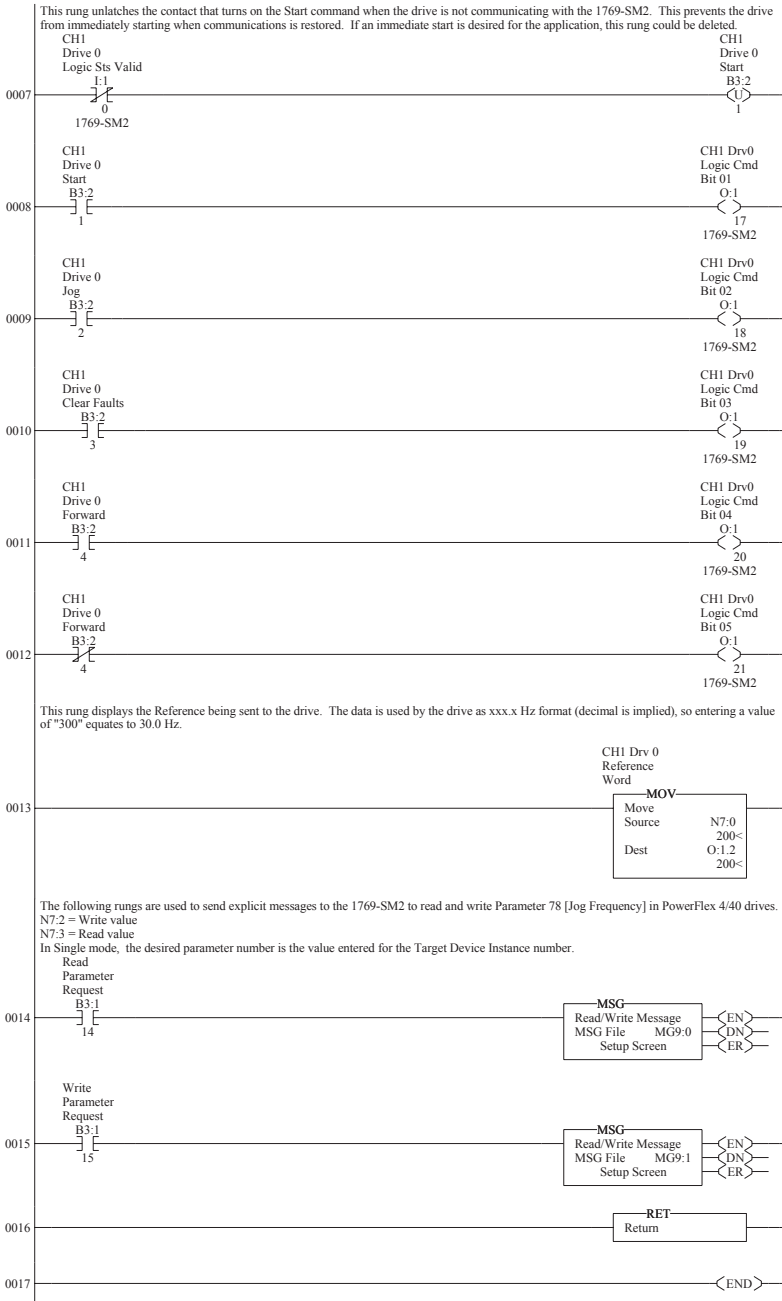 This rung unlatches the contact that turns on the Start command when the drive is not communicating with the 1769-SM2. This prevents the drive
from immediately starting when communications is restored. If an immediate start is desired for the application, this rung could be deleted.
CH1
Drive 0
Logic Sts Valid
I:1
0
1769-SM2
CH1
Drive 0
Start
B3:2
U
1
0007
CH1
Drive 0
Start
B3:2
1
CH1 Drv0
Logic Cmd
Bit 01
O:1
17
1769-SM2
0008
CH1
Drive 0
Jog
B3:2
2
CH1 Drv0
Logic Cmd
Bit 02
O:1
18
1769-SM2
0009
CH1
Drive 0
Clear Faults
B3:2
3
CH1 Drv0
Logic Cmd
Bit 03
O:1
19
1769-SM2
0010
CH1
Drive 0
Forward
B3:2
4
CH1 Drv0
Logic Cmd
Bit 04
O:1
20
1769-SM2
0011
CH1
Drive 0
Forward
B3:2
4
CH1 Drv0
Logic Cmd
Bit 05
O:1
21
1769-SM2
0012
This rung displays the Reference being sent to the drive. The data is used by the drive as xxx.x Hz format (decimal is implied), so entering a value
of "300" equates to 30.0 Hz.
CH1 Drv 0
Reference
Word
0013
MOV
Move
Source N7:0
200<
Dest O:1.2
200<
The following rungs are used to send explicit messages to the 1769-SM2 to read and write Parameter 78 [Jog Frequency] in PowerFlex 4/40 drives.
N7:2 = Write value
N7:3 = Read value
In Single mode, the desired parameter number is the value entered for the Target Device Instance number.
Read
Parameter
Request
B3:1
14
0014
MSG
Read/Write Message
MSG File MG9:0
Setup Screen
EN
DN
ER
Write
Parameter
Request
B3:1
15
0015
MSG
Read/Write Message
MSG File MG9:1
Setup Screen
EN
DN
ER
0016
RET
Return
0017
END